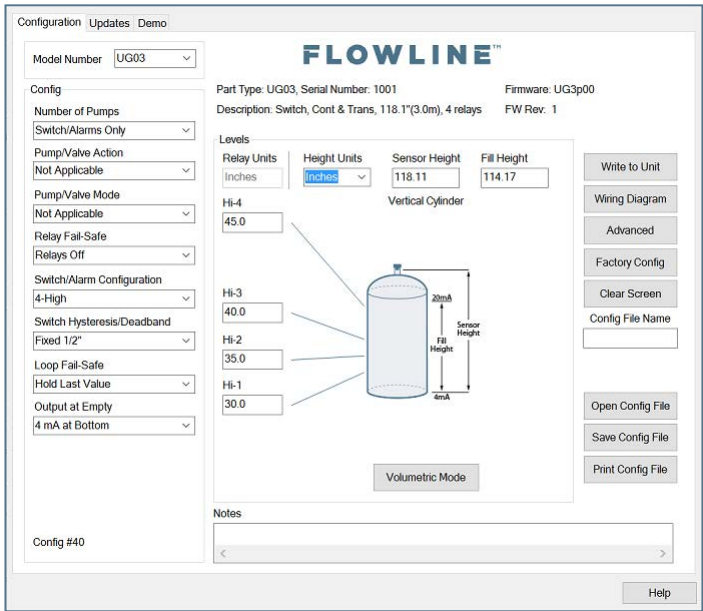 Configuration Updates Demo
Model Number UG03
FLOWLINE™
Config
Part Type: UG03, Serial Number: 1001 Firmware: UG3p00
Description: Switch, Cont & Trans, 118.1"(3.0m), 4 relays FW Rev: 1
Number of Pumps
Switch/Alarms Only
Pump/Valve Action
Not Applicable
Pump/Valve Mode
Not Applicable
Relay Fail-Safe
Relays Off
Switch/Alarm Configuration
4-High
Switch Hysteresis/Deadband
Fixed 1/2"
Loop Fail-Safe
Hold Last Value
Output at Empty
4 mA at Bottom
Config #40
Levels
Relay Units Height Units Sensor Height Fill Height
Inches Inches 118.11 114.17
Vertical Cylinder
Hi-4
45.0
Hi-3
40.0
Hi-2
35.0
Hi-1
30.0
20mA
Sensor
Height
Fill
Height
4mA
Volumetric Mode
Write to Unit
Wiring Diagram
Advanced
Factory Config
Clear Screen
Config File Name
Open Config File
Save Config File
Print Config File
Notes
Help